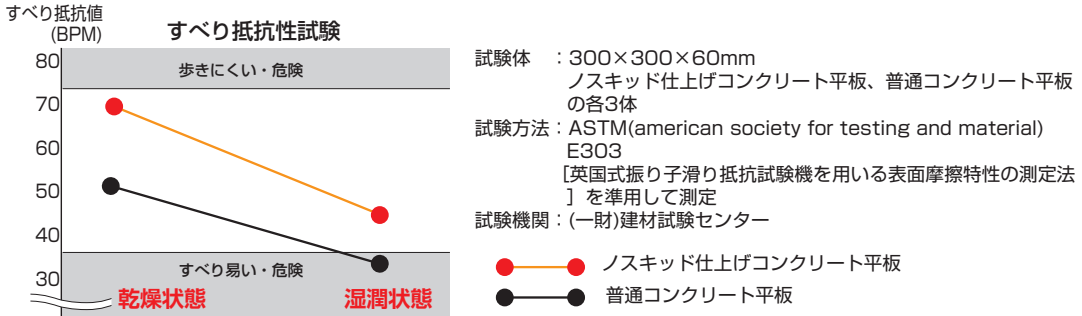 すべり抵抗値
(BPM)
すべり抵抗性試験
80
70
60
50
40
30
歩きにくい・危険
すべり易い・危険
乾燥状態
湿潤状態
試験体 :300×300×60mm
ノスキッド仕上げコンクリート平板、普通コンクリート平板
の各3体
試験方法:ASTM(american society for testing and material)
E303
[英国式振り子滑り抵抗試験機を用いる表面摩擦特性の測定法
]を準用して測定
試験機関:(一財)建材試験センター
ノスキッド仕上げコンクリート平板
普通コンクリート平板